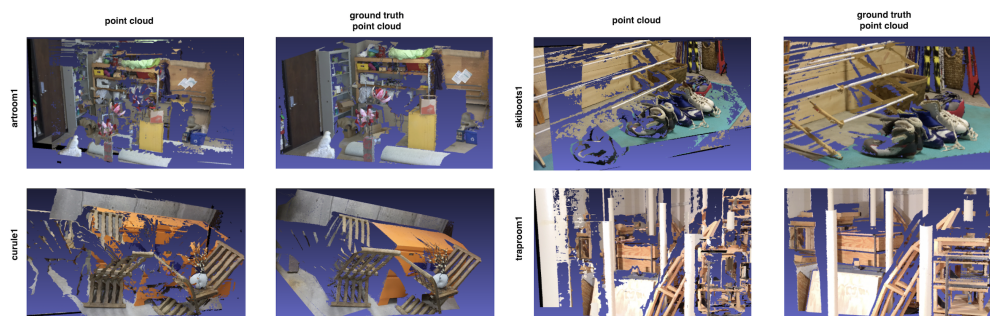 point cloud
ground truth
point cloud
point cloud
ground truth
point cloud
artroom1
skiboots1
curule1
traproom1